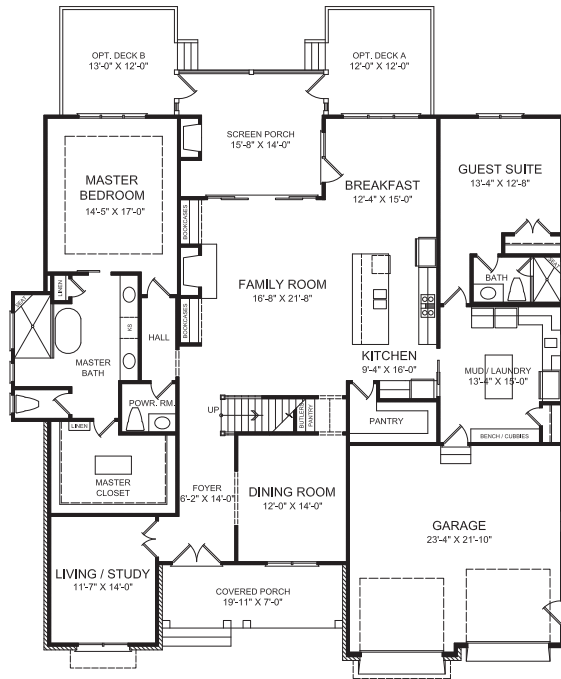 OPT. DECK B
13'-0" X 12'-0"
OPT. DECK A
12'-0" X 12'-0"
SCREEN PORCH
15'-8" X 14'-0"
MASTER
BEDROOM
14'-5" X 17'-0"
BREAKFAST
12'-4" X 15'-0"
GUEST SUITE
13'-4" X 12'-8"
BOOKCASES
FAMILY ROOM
16'-8" X 21'-8"
BATH
SEAT
LINEN
SEAT
KS
HALL
BOOKCASES
MASTER
BATH
KITCHEN
9'-4" X 16'-0"
MUD / LAUNDRY
13'-4" X 15'-0"
POWR. RM.
UP
BUTLERS
PANTRY
PANTRY
LINEN
BENCH / CUBBIES
MASTER
CLOSET
FOYER
6'-2" X 14'-0"
DINING ROOM
12'-0" X 14'-0"
GARAGE
23'-4" X 21'-10"
LIVING / STUDY
11'-7" X 14'-0"
COVERED PORCH
19'-11" X 7'-0"